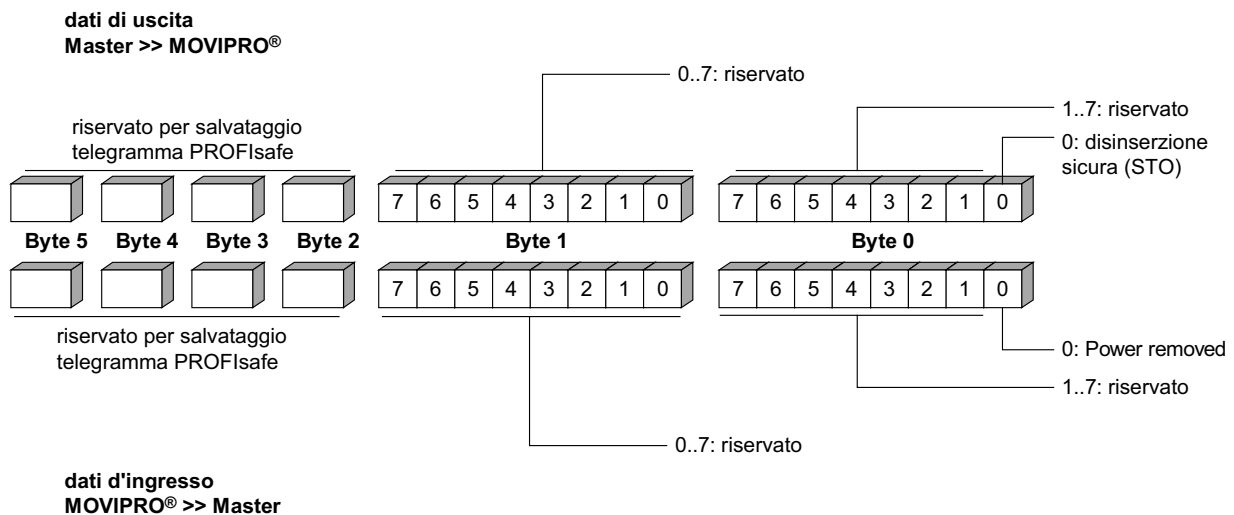 dati di uscita
Master >> MOVIPRO®
0..7: riservato
1..7: riservato
riservato per salvataggio
telegramma PROFIsafe
0: disinserzione
sicura (STO)
7 6 5 4 3 2 1 0 7 6 5 4 3 2 1 0
Byte 5 Byte 4 Byte 3 Byte 2 Byte 1 Byte 0
7 6 5 4 3 2 1 0 7 6 5 4 3 2 1 0
riservato per salvataggio
telegramma PROFIsafe
0: Power removed
1..7: riservato
0..7: riservato
dati d'ingresso
MOVIPRO® >> Master